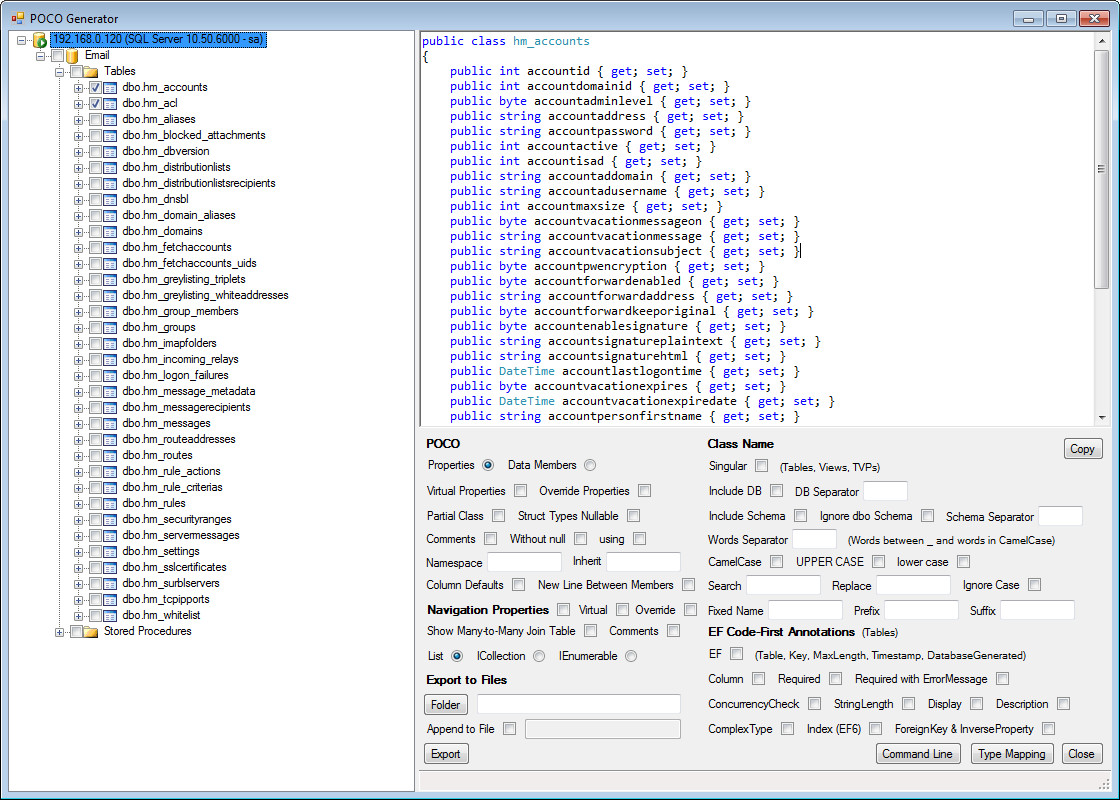 POCO Generator
192.168.0.120 (SQL Server 10.50.6000 - sa)
Email
Tables
dbo.hm_accounts
dbo.hm_acl
dbo.hm_aliases
dbo.hm_blocked_attachments
dbo.hm_dbversion
dbo.hm_distributionlists
dbo.hm_distributionlistsrecipients
dbo.hm_dnsbl
dbo.hm_domain_aliases
dbo.hm_domains
dbo.hm_fetchaccounts
dbo.hm_fetchaccounts_uids
dbo.hm_greylisting_triplets
dbo.hm_greylisting_whiteaddresses
dbo.hm_group_members
dbo.hm_groups
dbo.hm_imapfolders
dbo.hm_incoming_relays
dbo.hm_logon_failures
dbo.hm_message_metadata
dbo.hm_messagerecipients
dbo.hm_messages
dbo.hm_routeaddresses
dbo.hm_routes
dbo.hm_rule_actions
dbo.hm_rule_criterias
dbo.hm_rules
dbo.hm_securityranges
dbo.hm_servermessages
dbo.hm_settings
dbo.hm_sslcertificates
dbo.hm_surblservers
dbo.hm_tcpipports
dbo.hm_whitelist
Stored Procedures
public class hm_accounts
{
public int accountid { get; set; }
public int accountdomainid { get; set; }
public byte accountadminlevel { get; set; }
public string accountaddress { get; set; }
public string accountpassword { get; set; }
public int accountactive { get; set; }
public int accountisad { get; set; }
public string accountaddomain { get; set; }
public string accountadusername { get; set; }
public int accountmaxsize { get; set; }
public byte accountvacationmessageon { get; set; }
public string accountvacationmessage { get; set; }
public string accountvacationsubject { get; set; }
public byte accountpwencryption { get; set; }
public byte accountforwardenabled { get; set; }
public string accountforwardaddress { get; set; }
public byte accountforwardkeeporiginal { get; set; }
public byte accountenablesignature { get; set; }
public string accountsignatureplaintext { get; set; }
public string accountsignaturehtml { get; set; }
public DateTime accountlastlogontime { get; set; }
public byte accountvacationexpires { get; set; }
public DateTime accountvacationexpiredate { get; set; }
public string accountpersonfirstname { get; set; }
POCO
Properties Data Members
Virtual Properties Override Properties
Partial Class Struct Types Nullable
Comments Without null using
Namespace Inherit
Column Defaults New Line Between Members
Navigation Properties Virtual Override
Show Many-to-Many Join Table Comments
List ICollection IEnumerable
Export to Files
Folder
Append to File
Export
Class Name Copy
Singular (Tables, Views, TVPs)
Include DB DB Separator
Include Schema Ignore dbo Schema Schema Separator
Words Separator (Words between _ and words in CamelCase)
CamelCase UPPER CASE lower case
Search Replace Ignore Case
Fixed Name Prefix Suffix
EF Code-First Annotations (Tables)
EF (Table, Key, MaxLength, Timestamp, DatabaseGenerated)
Column Required Required with ErrorMessage
ConcurrencyCheck StringLength Display Description
ComplexType Index (EF6) ForeignKey & InverseProperty
Command Line Type Mapping Close